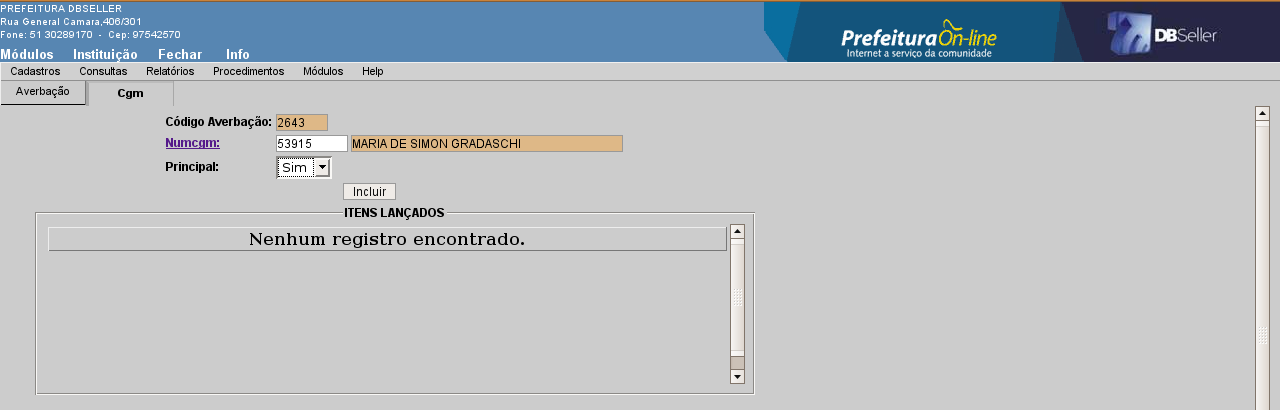 PREFEITURA DBSELLER
Rua General Camara,406/301
Fone: 51 30289170 - Cep: 97542570
Módulos Instituição Fechar Info
Prefeitura On-line
Internet a serviço da comunidade
DBSeller
Cadastros Consultas Relatórios Procedimentos Módulos Help
Averbação Cgm
Código Averbação: 2643
Numcgm: 53915 MARIA DE SIMON GRADASCHI
Principal: Sim
Incluir
ITENS LANÇADOS
Nenhum registro encontrado.